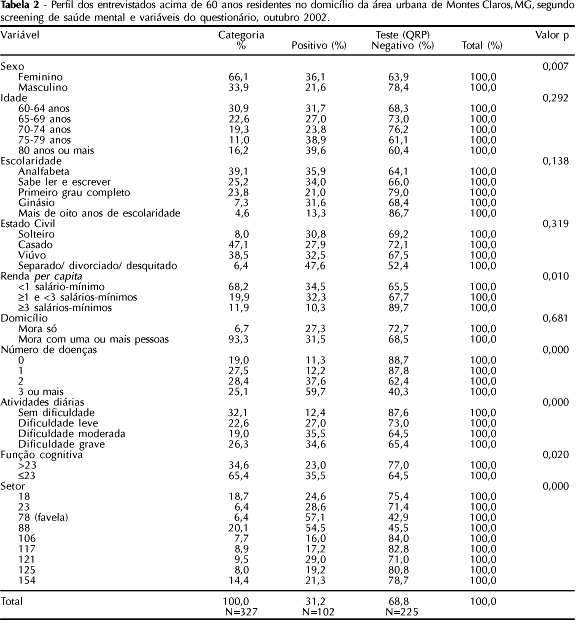 Tabela 2 - Perfil dos entrevistados acima de 60 anos residentes no domicílio da área urbana de Montes Claros, MG, segundo
screening de saúde mental e variáveis do questionário, outubro 2002.
Variável Categoria Teste (QRP) Valor p
% Positivo (%) Negativo (%) Total (%)
Sexo 0,007
Feminino 66,1 36,1 63,9 100,0
Masculino 33,9 21,6 78,4 100,0
Idade 0,292
60-64 anos 30,9 31,7 68,3 100,0
65-69 anos 22,6 27,0 73,0 100,0
70-74 anos 19,3 23,8 76,2 100,0
75-79 anos 11,0 38,9 61,1 100,0
80 anos ou mais 16,2 39,6 60,4 100,0
Escolaridade 0,138
Analfabeta 39,1 35,9 64,1 100,0
Sabe ler e escrever 25,2 34,0 66,0 100,0
Primeiro grau completo 23,8 21,0 79,0 100,0
Ginásio 7,3 31,6 68,4 100,0
Mais de oito anos de escolaridade 4,6 13,3 86,7 100,0
Estado Civil 0,319
Solteiro 8,0 30,8 69,2 100,0
Casado 47,1 27,9 72,1 100,0
Viúvo 38,5 32,5 67,5 100,0
Separado/ divorciado/ desquitado 6,4 47,6 52,4 100,0
Renda per capita 0,010
<1 salário-mínimo 68,2 34,5 65,5 100,0
≥1 e <3 salários-mínimos 19,9 32,3 67,7 100,0
≥3 salários-mínimos 11,9 10,3 89,7 100,0
Domicílio 0,681
Mora só 6,7 27,3 72,7 100,0
Mora com uma ou mais pessoas 93,3 31,5 68,5 100,0
Número de doenças 0,000
0 19,0 11,3 88,7 100,0
1 27,5 12,2 87,8 100,0
2 28,4 37,6 62,4 100,0
3 ou mais 25,1 59,7 40,3 100,0
Atividades diárias 0,000
Sem dificuldade 32,1 12,4 87,6 100,0
Dificuldade leve 22,6 27,0 73,0 100,0
Dificuldade moderada 19,0 35,5 64,5 100,0
Dificuldade grave 26,3 34,6 65,4 100,0
Função cognitiva 0,020
>23 34,6 23,0 77,0 100,0
≤23 65,4 35,5 64,5 100,0
Setor 0,000
18 18,7 24,6 75,4 100,0
23 6,4 28,6 71,4 100,0
78 (favela) 6,4 57,1 42,9 100,0
88 20,1 54,5 45,5 100,0
106 7,7 16,0 84,0 100,0
117 8,9 17,2 82,8 100,0
121 9,5 29,0 71,0 100,0
125 8,0 19,2 80,8 100,0
154 14,4 21,3 78,7 100,0
Total 100,0 31,2 68,8 100,0
N=327 N=102 N=225